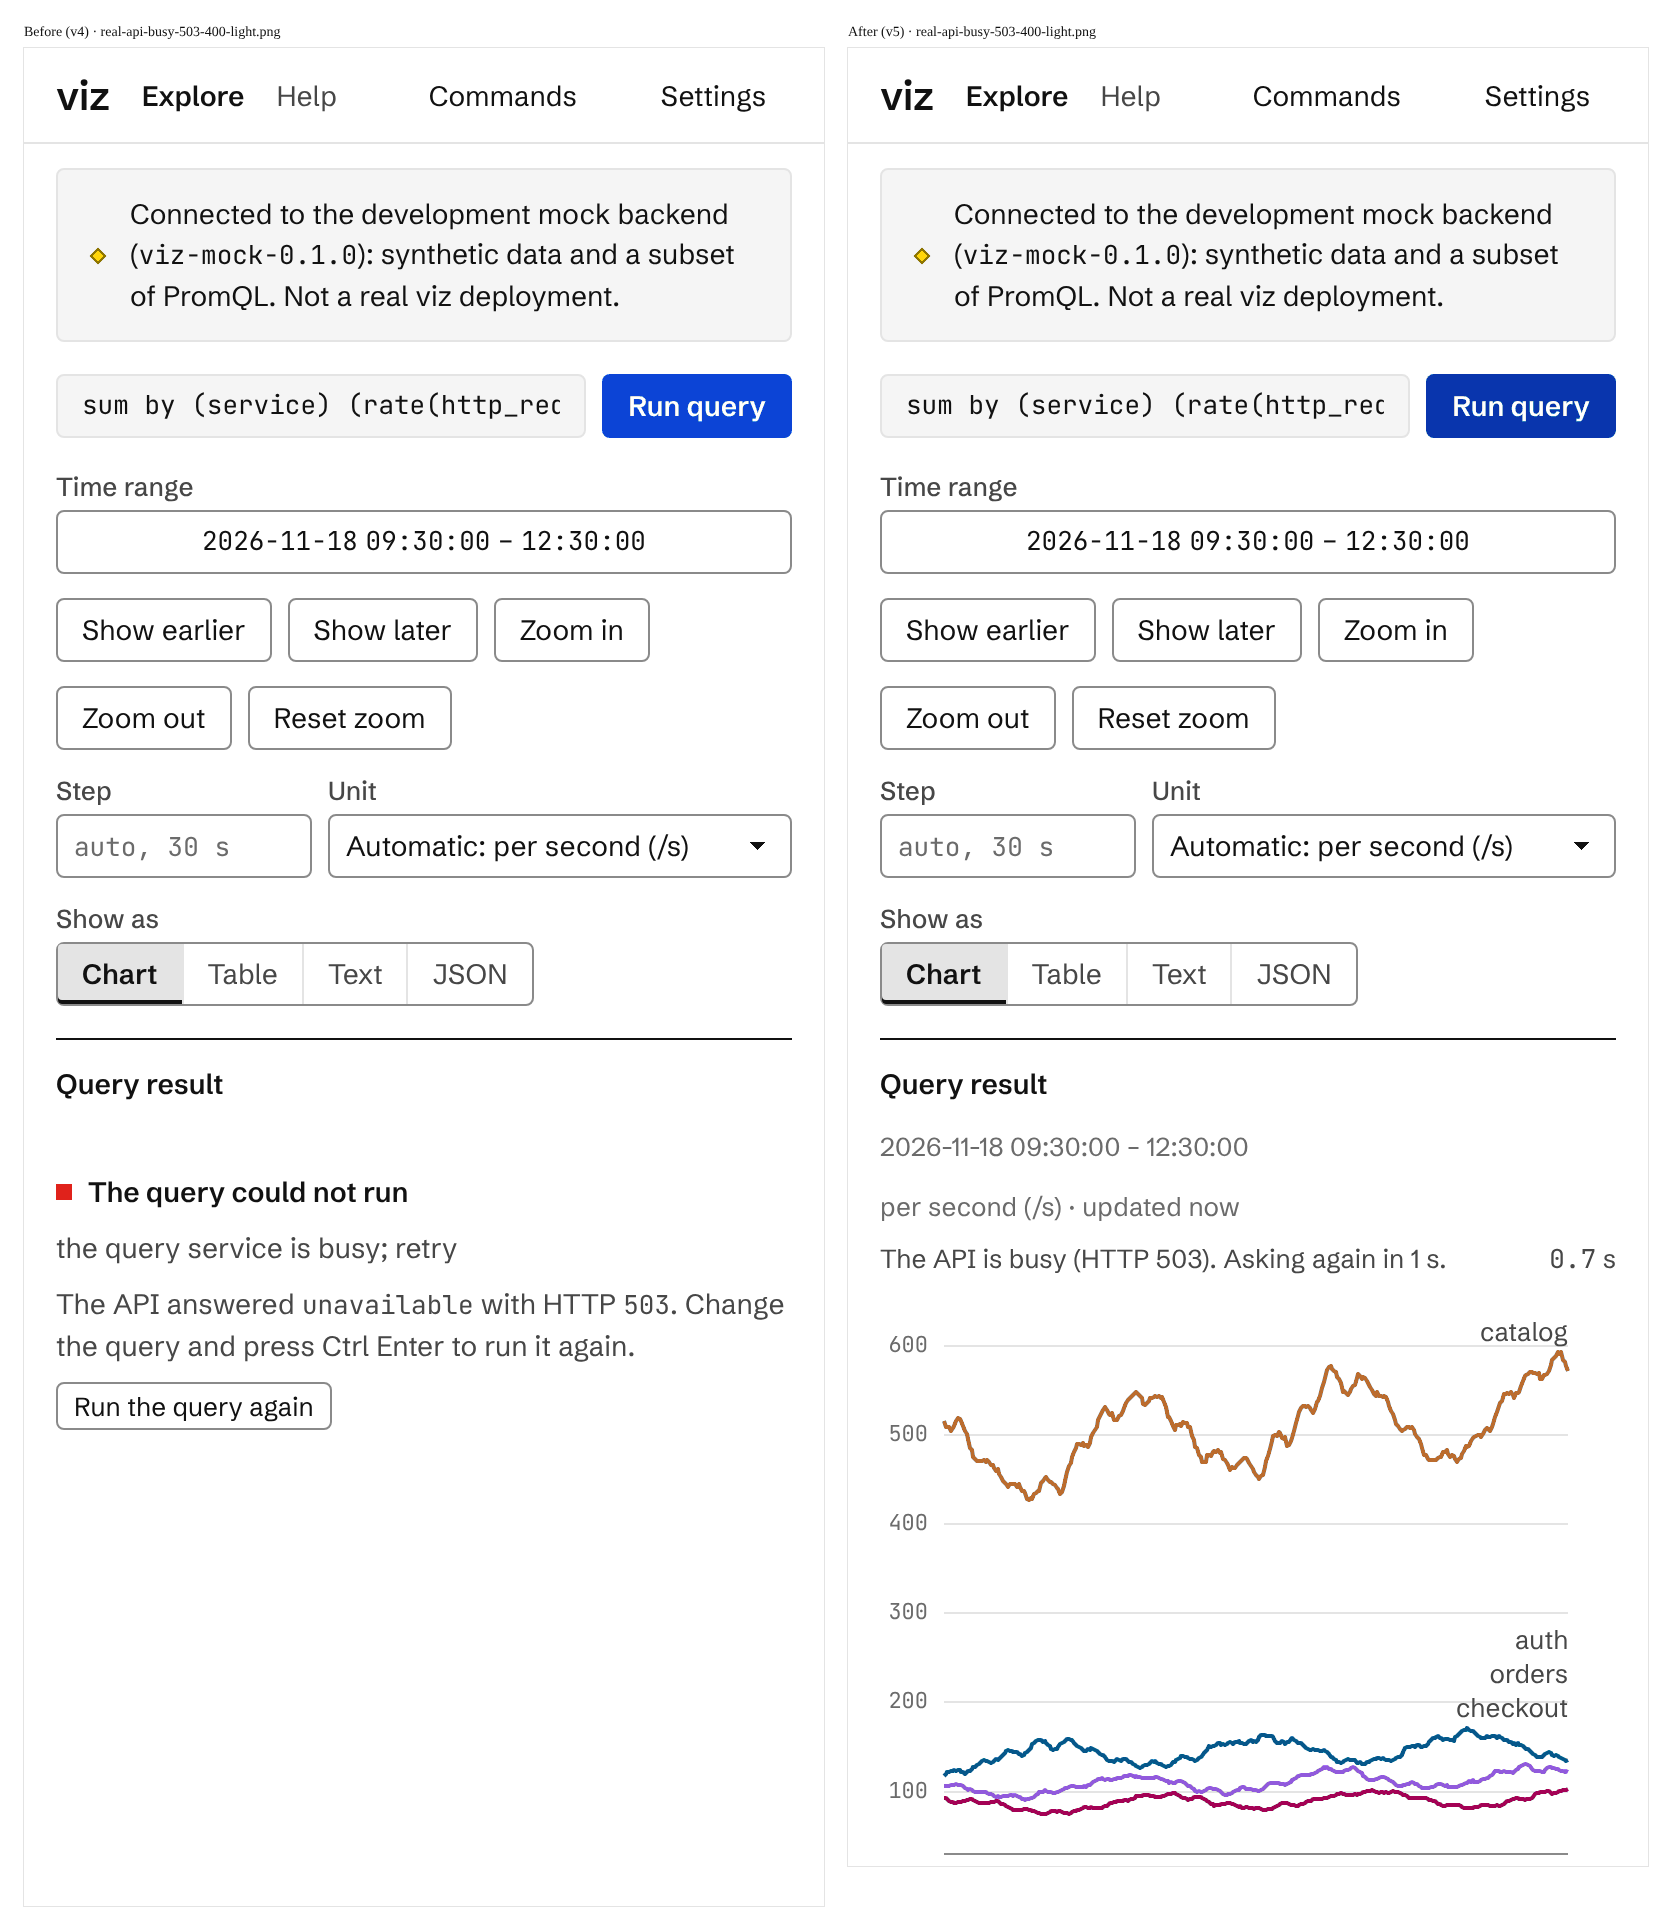 Before (v4) · real-api-busy-503-400-light.png
viz Explore Help Commands Settings
Connected to the development mock backend
(viz-mock-0.1.0): synthetic data and a subset
of PromQL. Not a real viz deployment.
sum by (service) (rate(http_req
Run query
Time range
2026-11-18 09:30:00 – 12:30:00
Show earlier Show later Zoom in
Zoom out Reset zoom
Step Unit
auto, 30 s Automatic: per second (/s)
Show as
Chart Table Text JSON
Query result
The query could not run
the query service is busy; retry
The API answered unavailable with HTTP 503. Change
the query and press Ctrl Enter to run it again.
Run the query again
After (v5) · real-api-busy-503-400-light.png
viz Explore Help Commands Settings
Connected to the development mock backend
(viz-mock-0.1.0): synthetic data and a subset
of PromQL. Not a real viz deployment.
sum by (service) (rate(http_req
Run query
Time range
2026-11-18 09:30:00 – 12:30:00
Show earlier Show later Zoom in
Zoom out Reset zoom
Step Unit
auto, 30 s Automatic: per second (/s)
Show as
Chart Table Text JSON
Query result
2026-11-18 09:30:00 – 12:30:00
per second (/s) · updated now
The API is busy (HTTP 503). Asking again in 1 s. 0.7 s
catalog
600
500
400
300
auth
orders
200
checkout
100